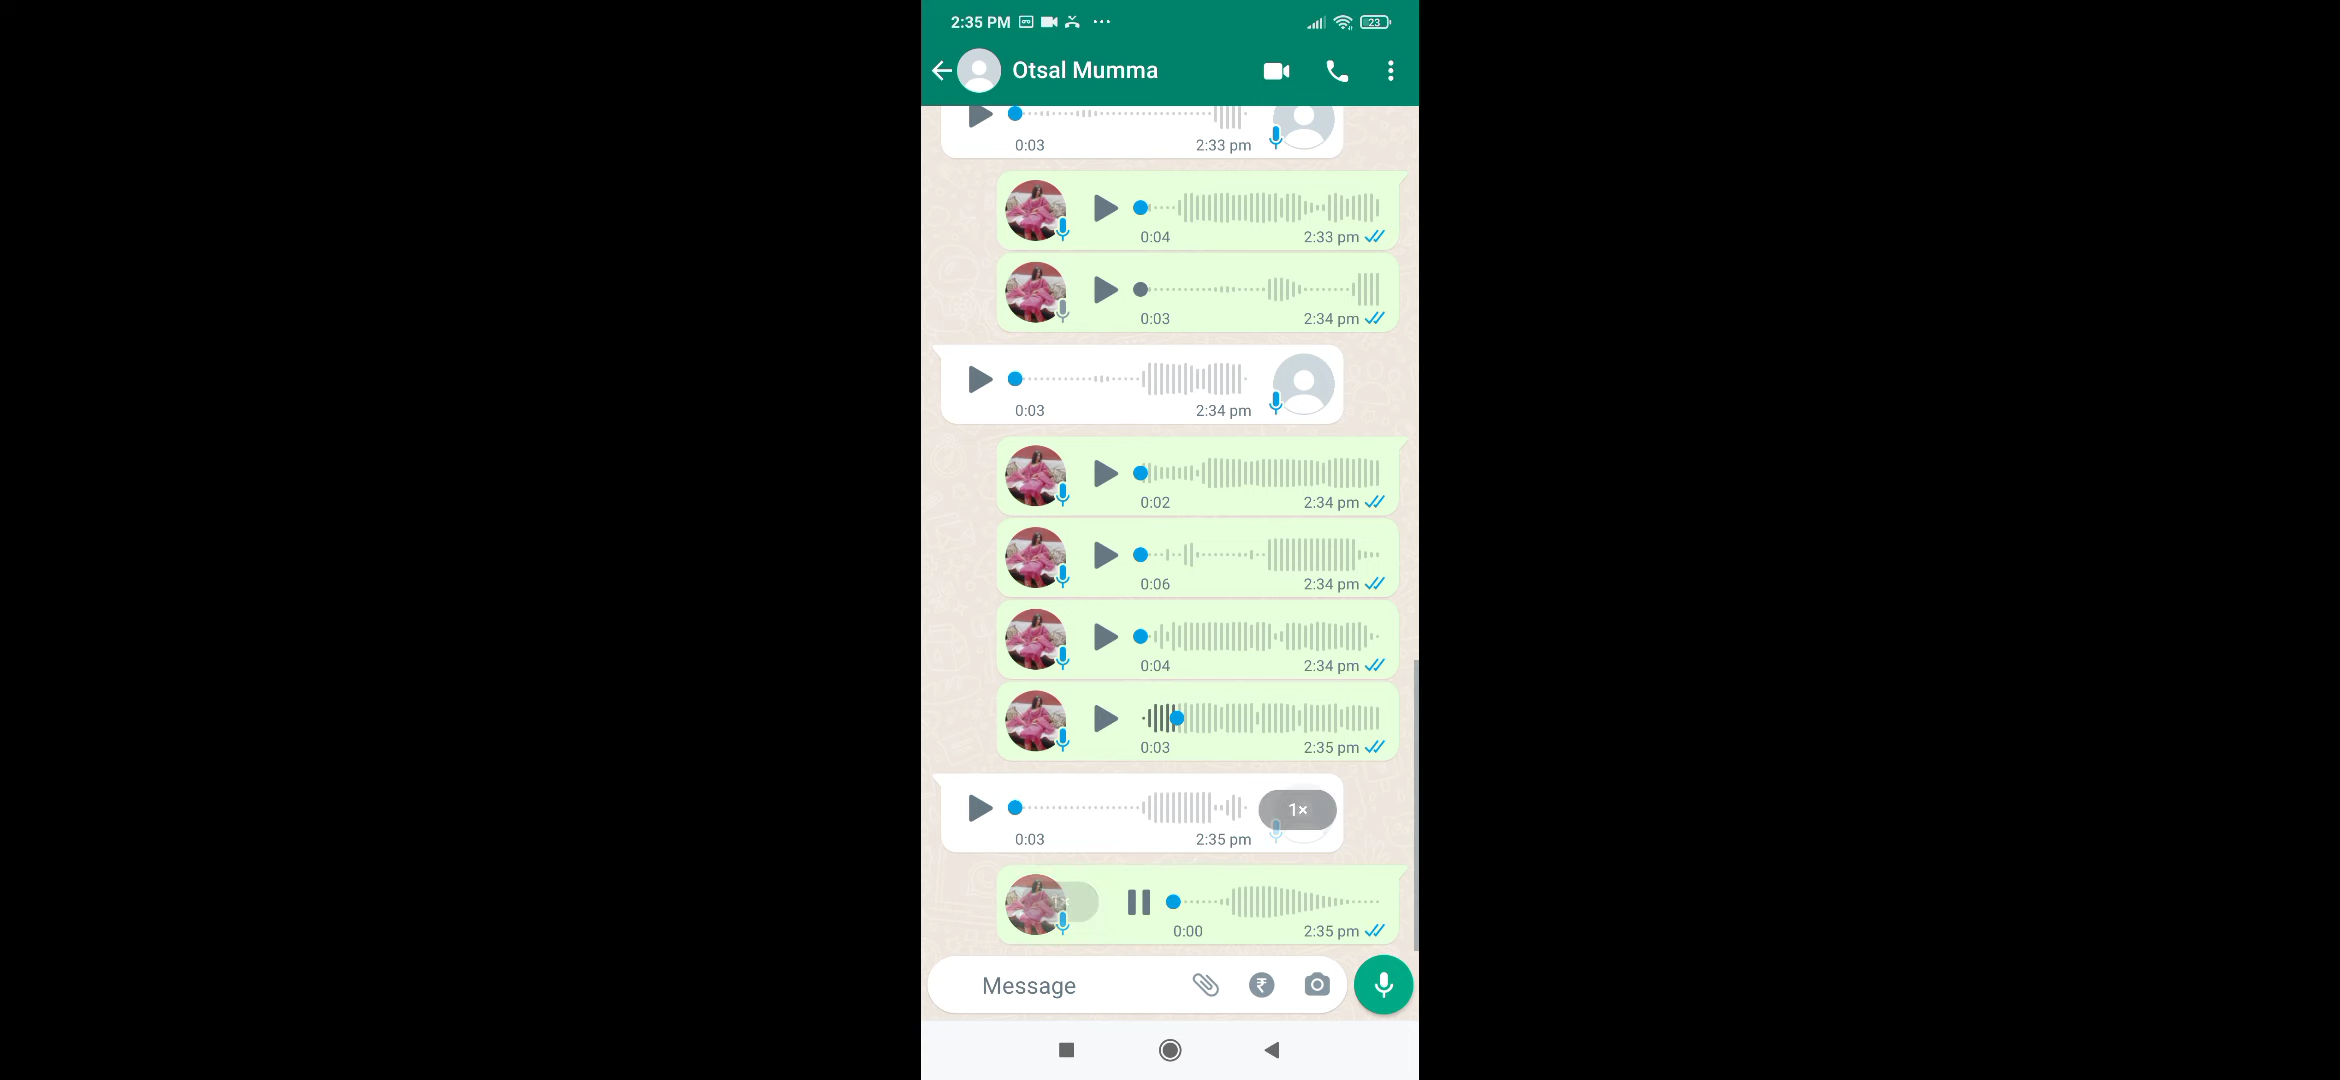 2:35 PM
23
Otsal Mumma
0:03 2:33 pm
0:04 2:33 pm
0:03 2:34 pm
0:03 2:34 pm
0:02 2:34 pm
0:06 2:34 pm
0:04 2:34 pm
0:03 2:35 pm
1×
0:03 2:35 pm
1×
0:00 2:35 pm
Message ₹